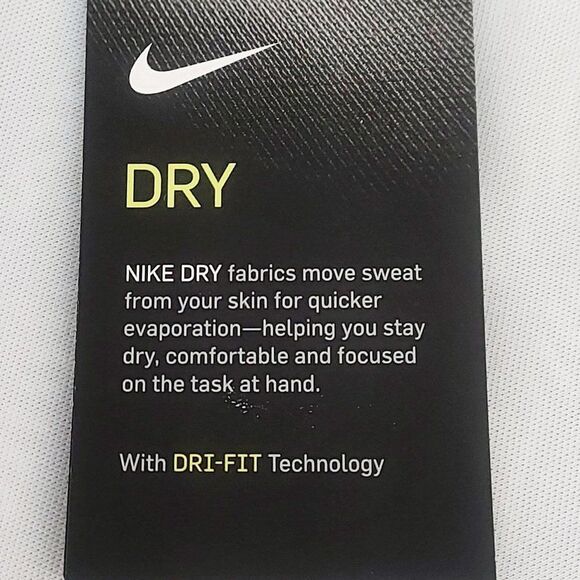 DRY
NIKE DRY fabrics move sweat
from your skin for quicker
evaporation—helping you stay
dry, comfortable and focused
on the task at hand.
With DRI-FIT Technology